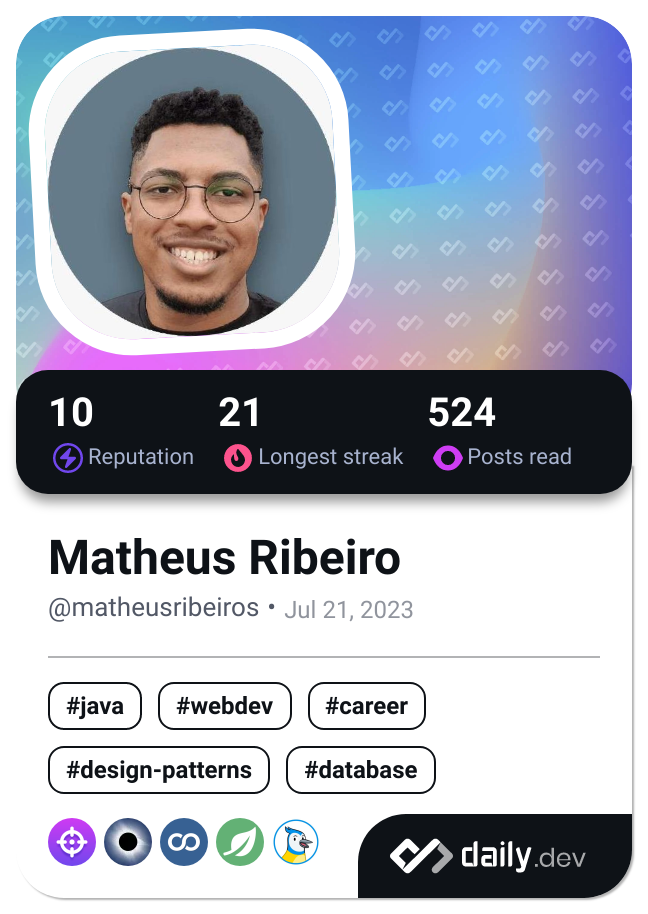 10 21 524
Reputation Longest streak Posts read
Matheus Ribeiro
@matheusribeiros • Jul 21, 2023
#java #webdev #career
#design-patterns #database
daily.dev